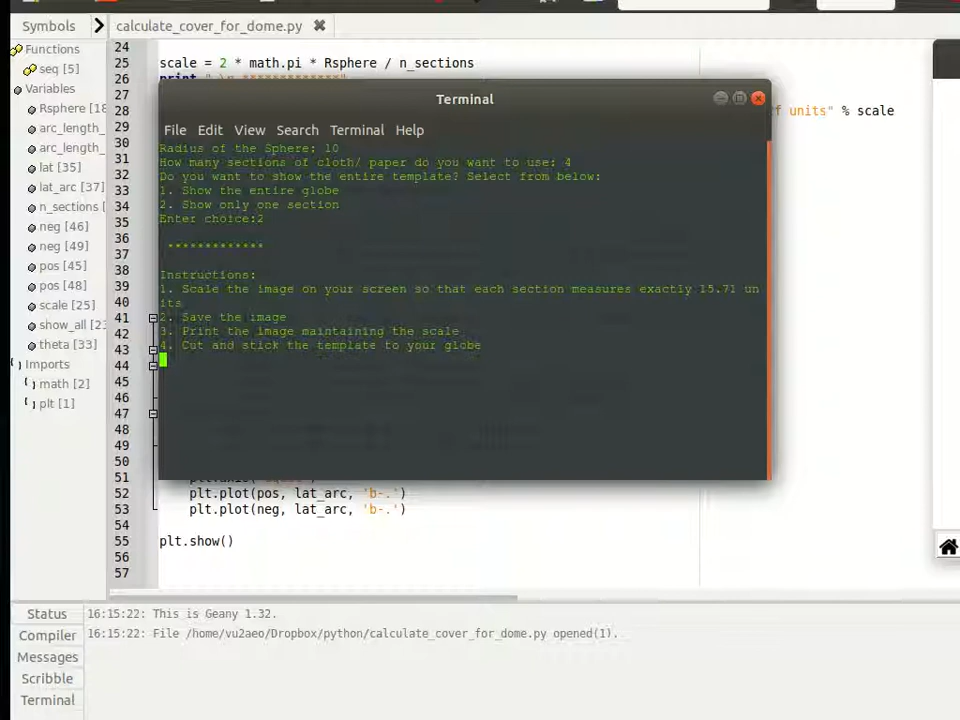 Symbols
calculate_cover_for_dome.py
Functions
seq [5]
Variables
Rsphere [18
arc_length_
arc_length_
lat [35]
lat_arc [37]
n_sections [
neg [46]
neg [49]
pos [45]
pos [48]
scale [25]
show_all [23
theta [33]
Imports
math [2]
plt [1]
24
25 scale = 2 * math.pi * Rsphere / n_sections
26
27
28 f units" % scale
29
30
31
32
33
34
35
36
37
38
39
40
41
42
43
44
45
46
47
48
49
50
51
52 plt.plot(pos, lat_arc, 'b-.')
53 plt.plot(neg, lat_arc, 'b-.')
54
55 plt.show()
56
57
Terminal
File Edit View Search Terminal Help
Radius of the Sphere: 10
How many sections of cloth/ paper do you want to use: 4
Do you want to show the entire template? Select from below:
1. Show the entire globe
2. Show only one section
Enter choice:2
*************
Instructions:
1. Scale the image on your screen so that each section measures exactly 15.71 un
its
2. Save the image
3. Print the image maintaining the scale
4. Cut and stick the template to your globe
Status
Compiler
Messages
Scribble
Terminal
16:15:22: This is Geany 1.32.
16:15:22: File /home/vu2aeo/Dropbox/python/calculate_cover_for_dome.py opened(1).